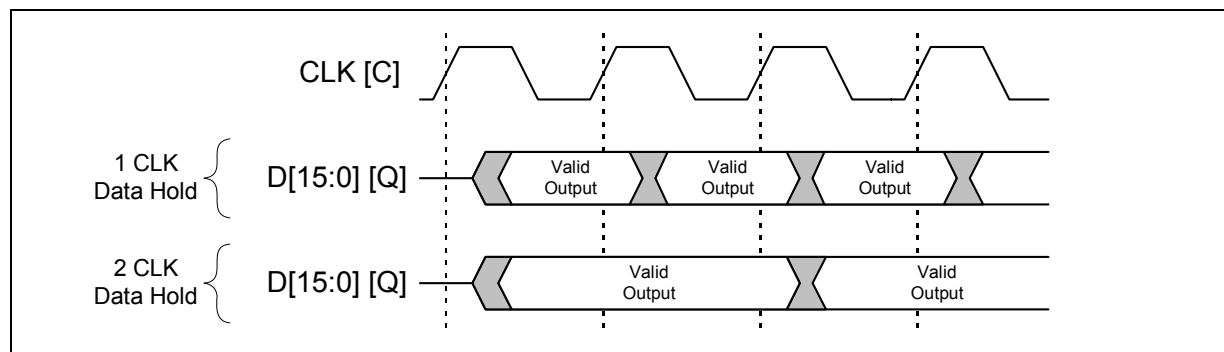 CLK [C]
1 CLK
Data Hold
D[15:0] [Q]
Valid
Output
Valid
Output
Valid
Output
2 CLK
Data Hold
D[15:0] [Q]
Valid
Output
Valid
Output